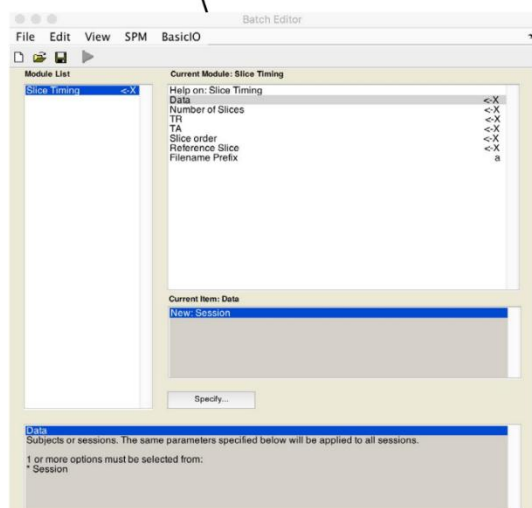 Batch Editor
File Edit View SPM BasicIO
Module List
Slice Timing <-X
Current Module: Slice Timing
Help on: Slice Timing
Data <-X
Number of Slices <-X
TR <-X
TA <-X
Slice order <-X
Reference Slice <-X
Filename Prefix a
Current Item: Data
New: Session
Specify...
Data
Subjects or sessions. The same parameters specified below will be applied to all sessions.
1 or more options must be selected from:
* Session